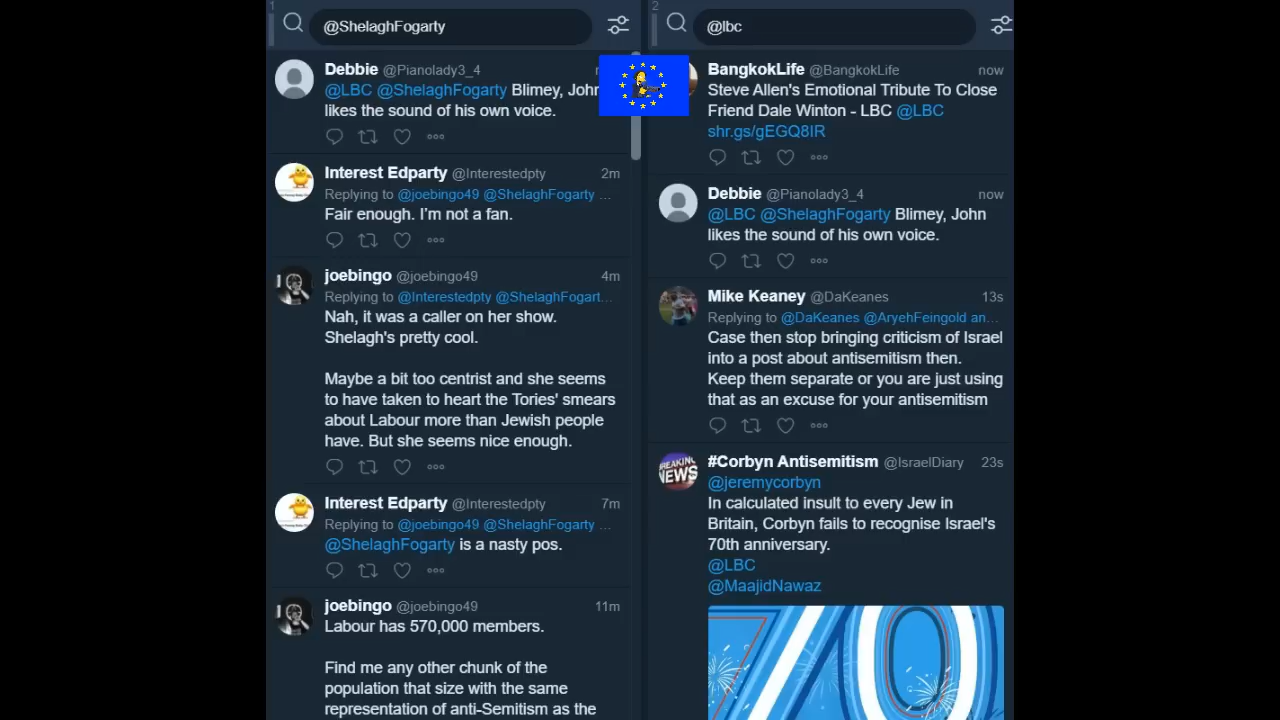 1
@ShelaghFogarty
Debbie @Pianolady3_4
@LBC @ShelaghFogarty Blimey, John
likes the sound of his own voice.
Interest Edparty @Interestedpty 2m
Replying to @joebingo49 @ShelaghFogarty ...
Fair enough. I'm not a fan.
joebingo @joebingo49 4m
Replying to @Interestedpty @ShelaghFogart...
Nah, it was a caller on her show.
Shelagh's pretty cool.
Maybe a bit too centrist and she seems
to have taken to heart the Tories' smears
about Labour more than Jewish people
have. But she seems nice enough.
Interest Edparty @Interestedpty 7m
Replying to @joebingo49 @ShelaghFogarty ...
@ShelaghFogarty is a nasty pos.
joebingo @joebingo49 11m
Labour has 570,000 members.
Find me any other chunk of the
population that size with the same
representation of anti-Semitism as the
2
@lbc
BangkokLife @BangkokLife now
Steve Allen's Emotional Tribute To Close
Friend Dale Winton - LBC @LBC
shr.gs/gEGQ8IR
Debbie @Pianolady3_4 now
@LBC @ShelaghFogarty Blimey, John
likes the sound of his own voice.
Mike Keaney @DaKeanes 13s
Replying to @DaKeanes @AryehFeingold an...
Case then stop bringing criticism of Israel
into a post about antisemitism then.
Keep them separate or you are just using
that as an excuse for your antisemitism
BREAKING
NEWS
#Corbyn Antisemitism @IsraelDiary 23s
@jeremycorbyn
In calculated insult to every Jew in
Britain, Corbyn fails to recognise Israel's
70th anniversary.
@LBC
@MaajidNawaz
70